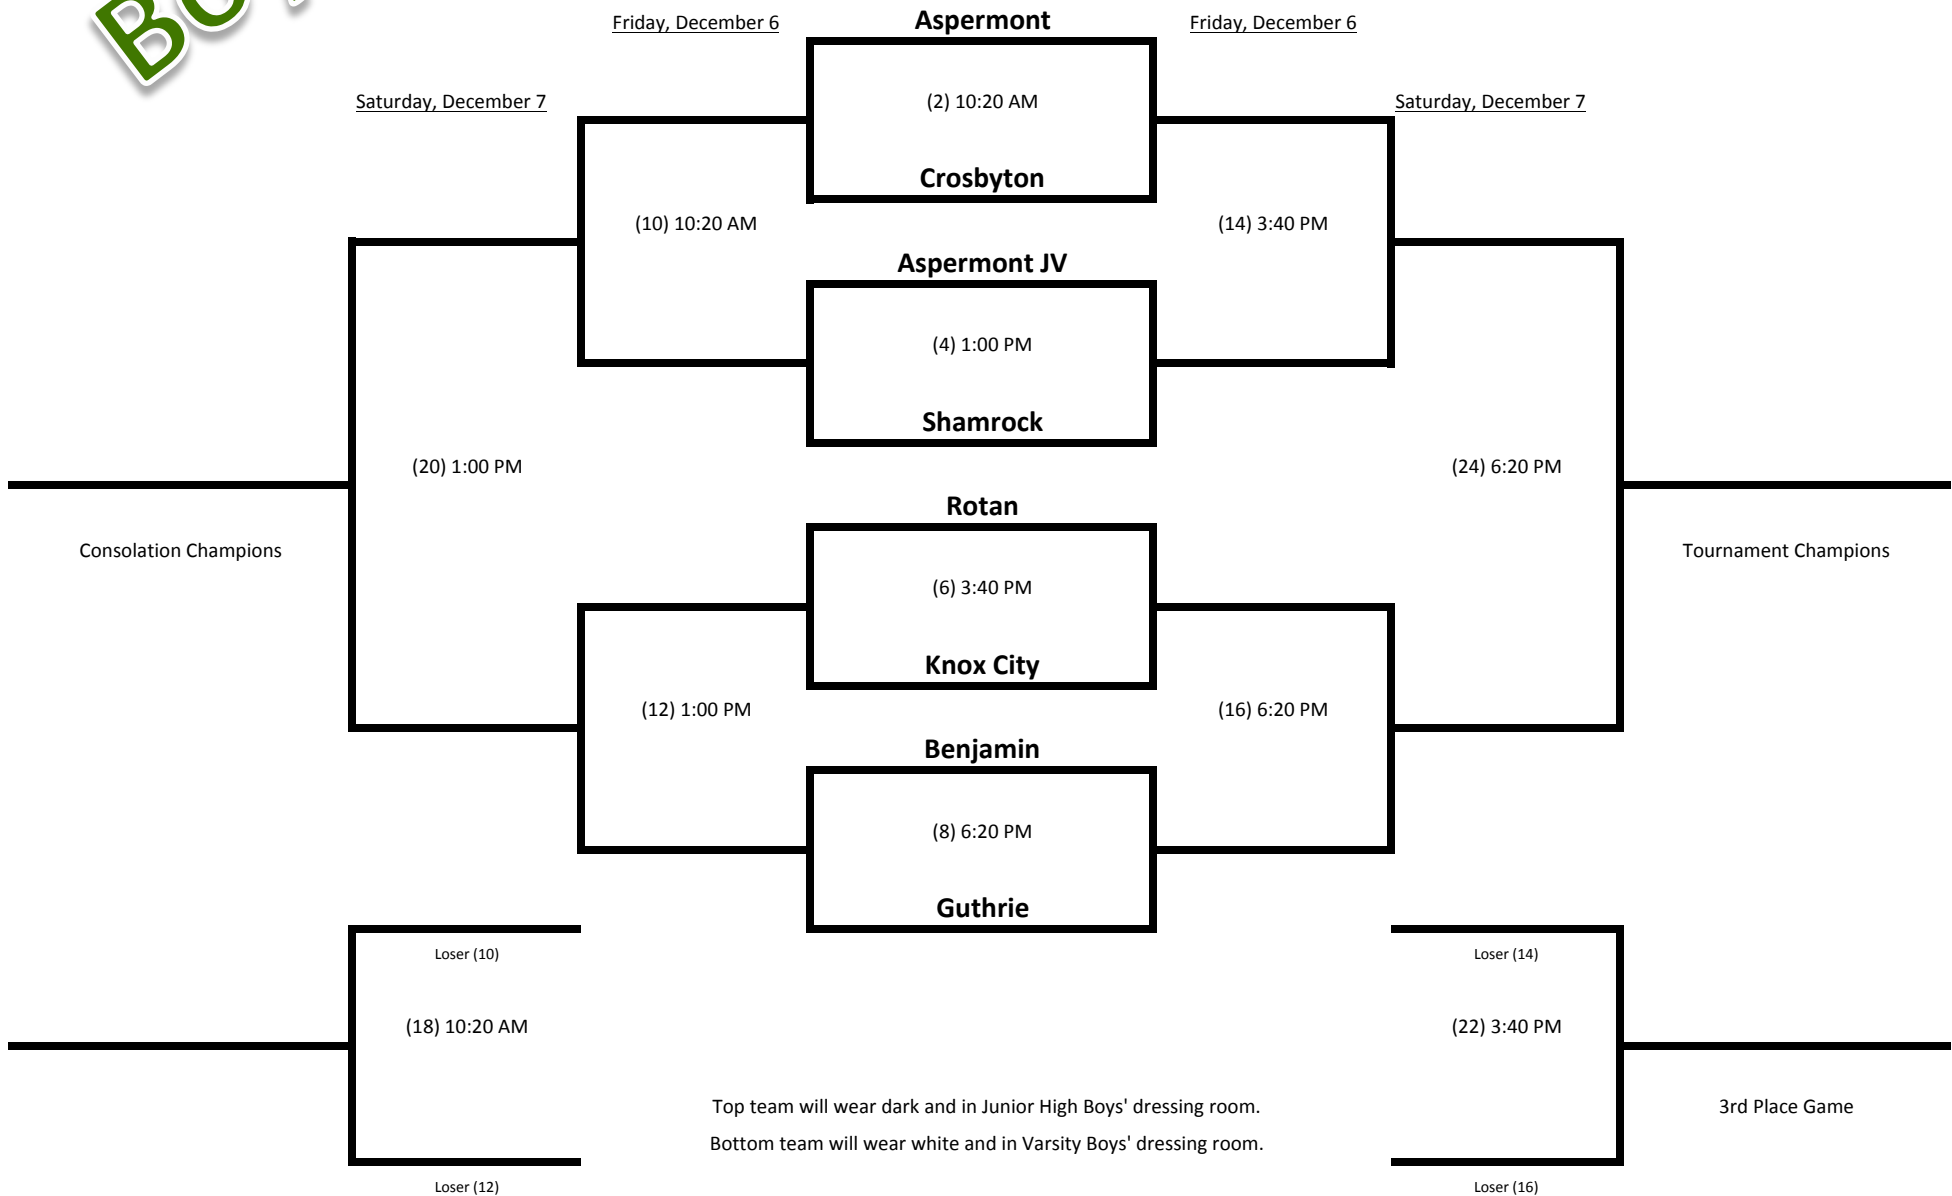 Friday, December 6
Aspermont
Friday, December 6
Saturday, December 7
(2) 10:20 AM
Saturday, December 7
Crosbyton
(10) 10:20 AM
(14) 3:40 PM
Aspermont JV
(4) 1:00 PM
Shamrock
(20) 1:00 PM
(24) 6:20 PM
Rotan
Consolation Champions
Tournament Champions
(6) 3:40 PM
Knox City
(12) 1:00 PM
(16) 6:20 PM
Benjamin
(8) 6:20 PM
Guthrie
Loser (10)
Loser (14)
(18) 10:20 AM
(22) 3:40 PM
Top team will wear dark and in Junior High Boys' dressing room.
3rd Place Game
Bottom team will wear white and in Varsity Boys' dressing room.
Loser (12)
Loser (16)